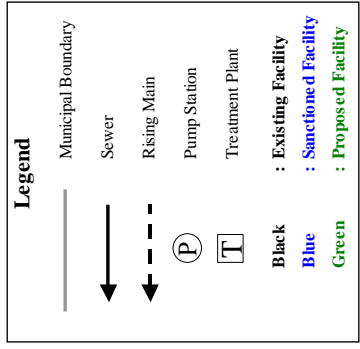 Legend
Municipal Boundary
Sewer
Rising Main
P Pump Station
T Treatment Plant
Black : Existing Facility
Blue : Sanctioned Facility
Green : Proposed Facility